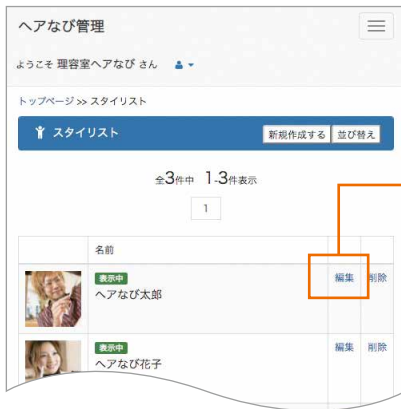 ヘアなび管理
ようこそ 理容室ヘアなび さん
トップページ >> スタイリスト
スタイリスト 新規作成する 並び替え
全3件中 1-3件表示
1
名前
表示中 編集 削除
ヘアなび太郎
表示中 編集 削除
ヘアなび花子